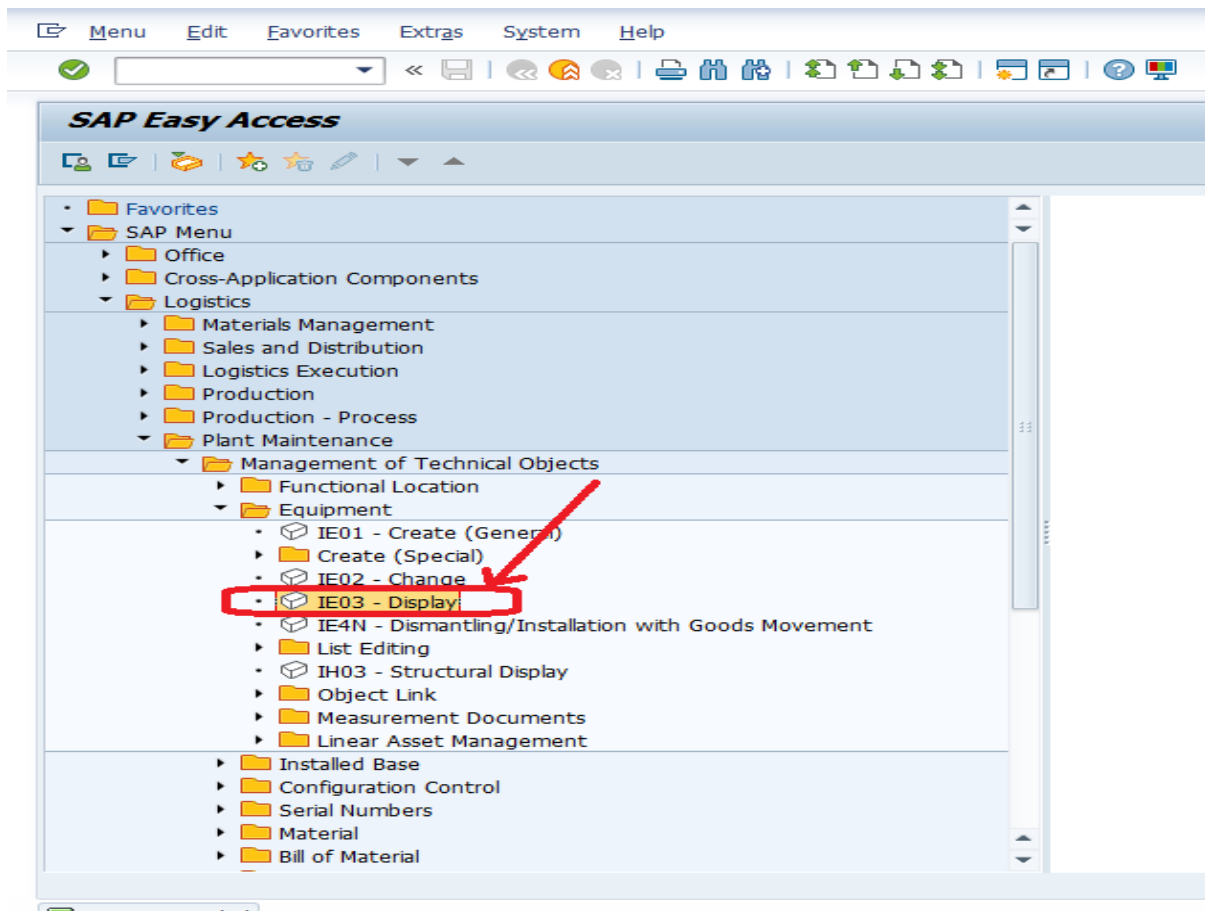 Menu Edit Favorites Extras System Help
SAP Easy Access
Favorites
SAP Menu
Office
Cross-Application Components
Logistics
Materials Management
Sales and Distribution
Logistics Execution
Production
Production - Process
Plant Maintenance
Management of Technical Objects
Functional Location
Equipment
IE01 - Create (General)
Create (Special)
IE02 - Change
IE03 - Display
IE4N - Dismantling/Installation with Goods Movement
List Editing
IH03 - Structural Display
Object Link
Measurement Documents
Linear Asset Management
Installed Base
Configuration Control
Serial Numbers
Material
Bill of Material